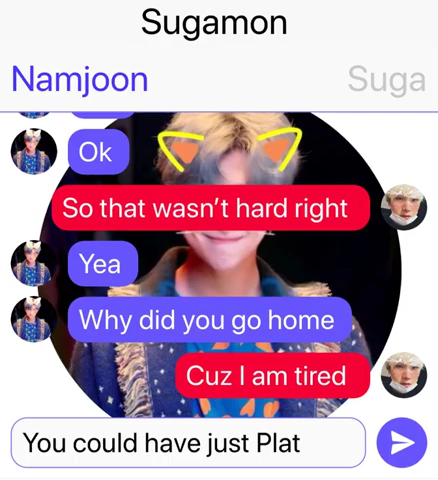 Sugamon
Namjoon
Suga
Ok
So that wasn't hard right
Yea
Why did you go home
Cuz I am tired
You could have just Plat